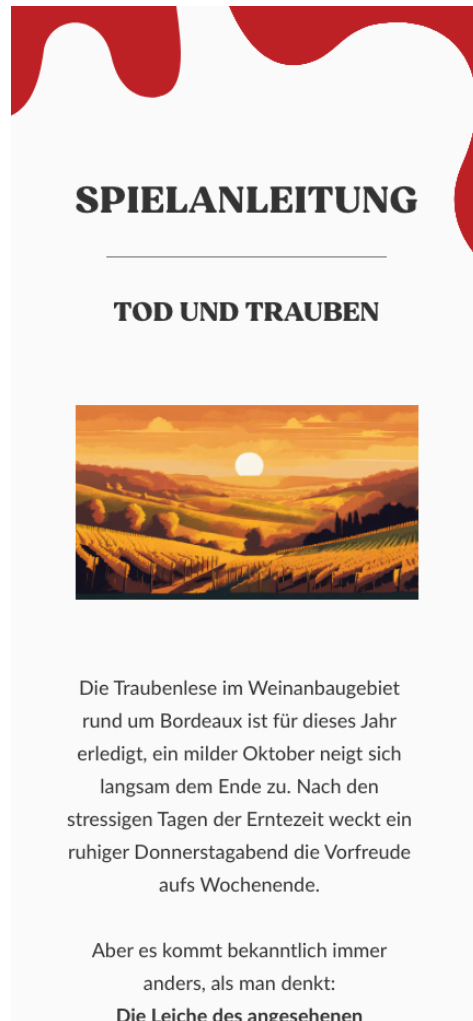 SPIELANLEITUNG
TOD UND TRAUBEN
Die Traubenlese im Weinanbaugebiet
rund um Bordeaux ist für dieses Jahr
erledigt, ein milder Oktober neigt sich
langsam dem Ende zu. Nach den
stressigen Tagen der Erntezeit weckt ein
ruhiger Donnerstagabend die Vorfreude
aufs Wochenende.
Aber es kommt bekanntlich immer
anders, als man denkt:
Die Leiche des angesehenen